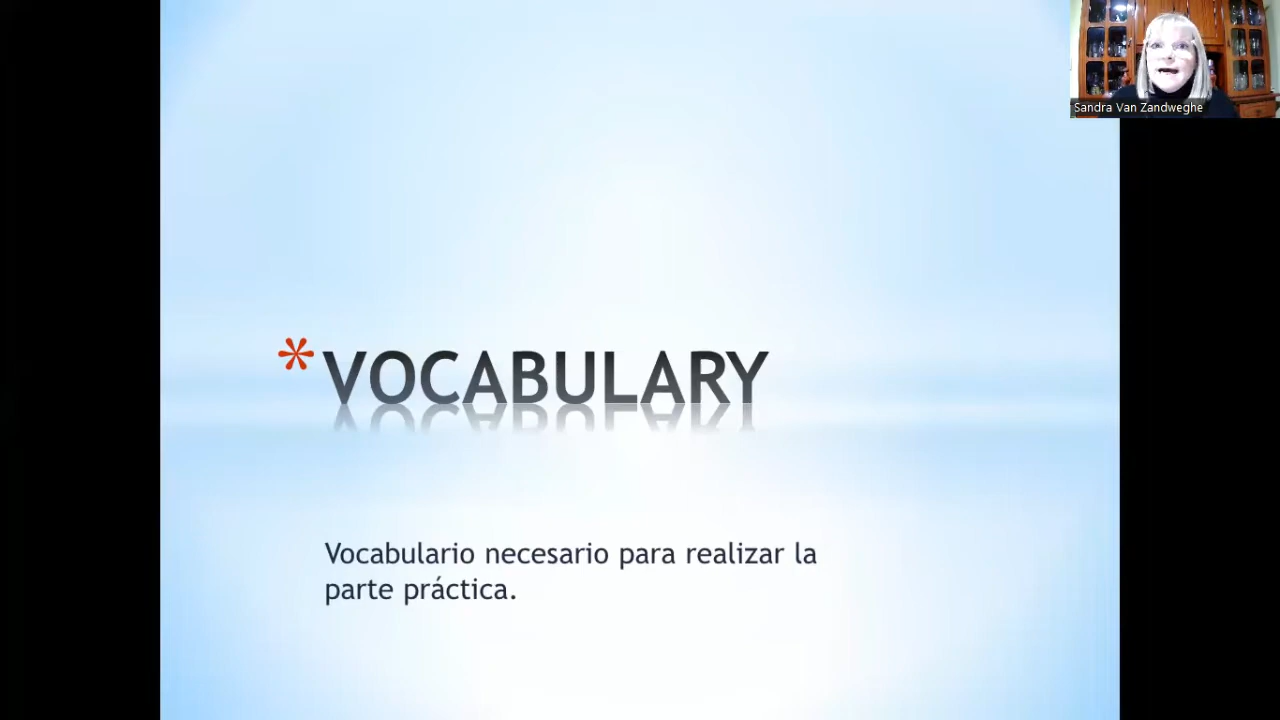 Sandra Van Zandweghe
* VOCABULARY
Vocabulario necesario para realizar la
parte práctica.